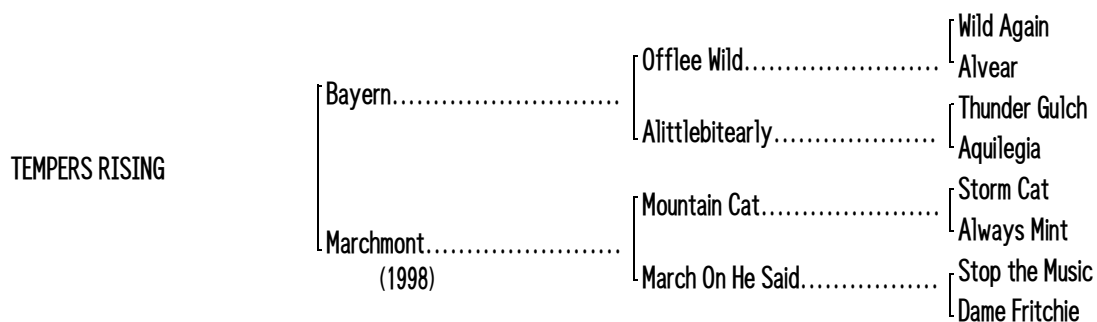 Wild Again
Offlee Wild.......................
Alvear
Bayern...........................
Thunder Gulch
Alittlebitearly...................
Aquilegia
TEMPERS RISING
Storm Cat
Mountain Cat.....................
Always Mint
Marchmont.......................
(1998)
Stop the Music
March On He Said................
Dame Fritchie